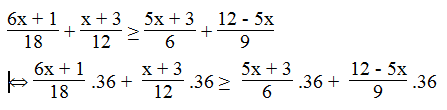 (6x + 1)/18 + (x + 3)/12 ≥ (5x + 3)/6 + (12 - 5x)/9
⇔ (6x + 1)/18 .36 + (x + 3)/12 .36 ≥ (5x + 3)/6 .36 + (12 - 5x)/9 .36